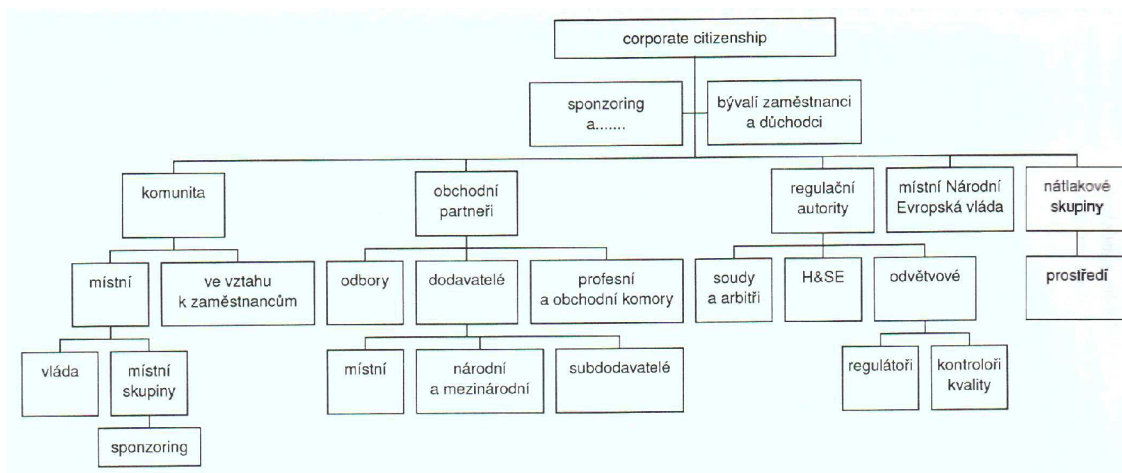 corporate citizenship
sponzoring
a.......
bývalí zaměstnanci
a důchodci
komunita
obchodní
partneři
regulační
autority
místní Národní
Evropská vláda
nátlakové
skupiny
místní
ve vztahu
k zaměstnancům
odbory
dodavatelé
profesní
a obchodní komory
soudy
a arbitři
H&SE
odvětvové
prostředí
vláda
místní
skupiny
místní
národní
a mezinárodní
subdodavatelé
regulátoři
kontroloři
kvality
sponzoring